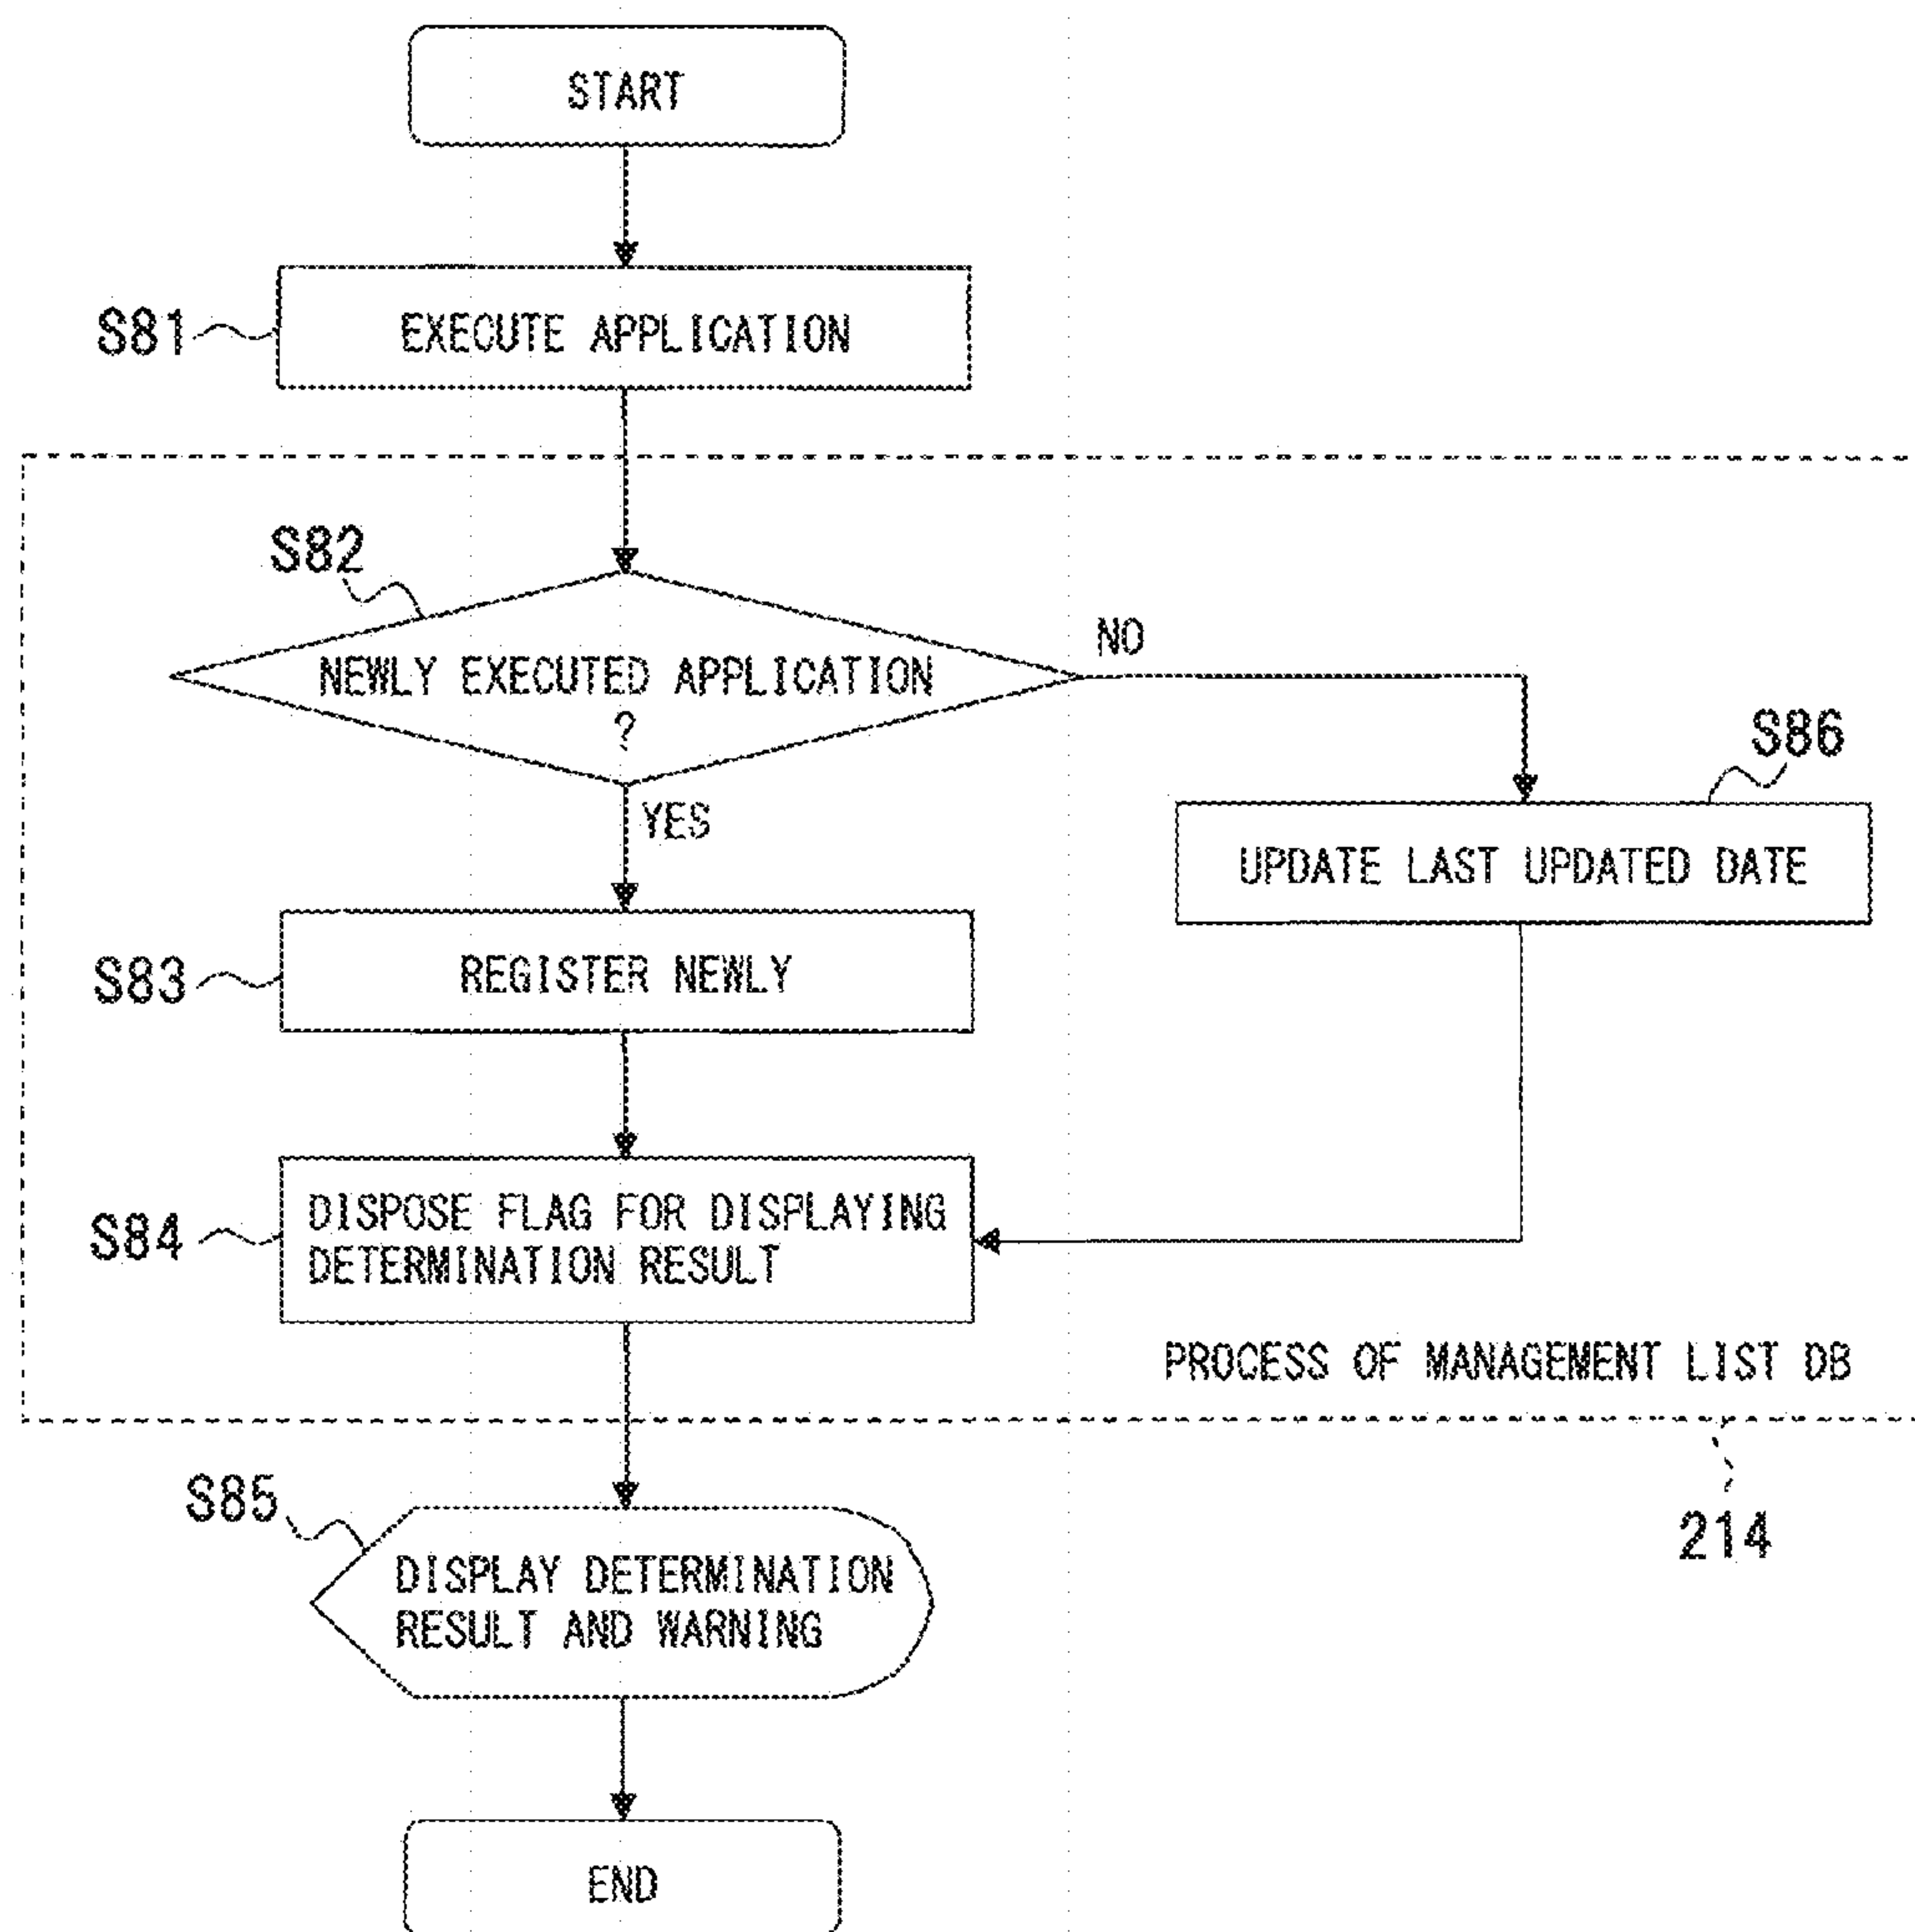 START
S81
EXECUTE APPLICATION
S82
NEWLY EXECUTED APPLICATION
?
NO
YES
S86
UPDATE LAST UPDATED DATE
S83
REGISTER NEWLY
S84
DISPOSE FLAG FOR DISPLAYING
DETERMINATION RESULT
PROCESS OF MANAGEMENT LIST DB
214
S85
DISPLAY DETERMINATION
RESULT AND WARNING
END